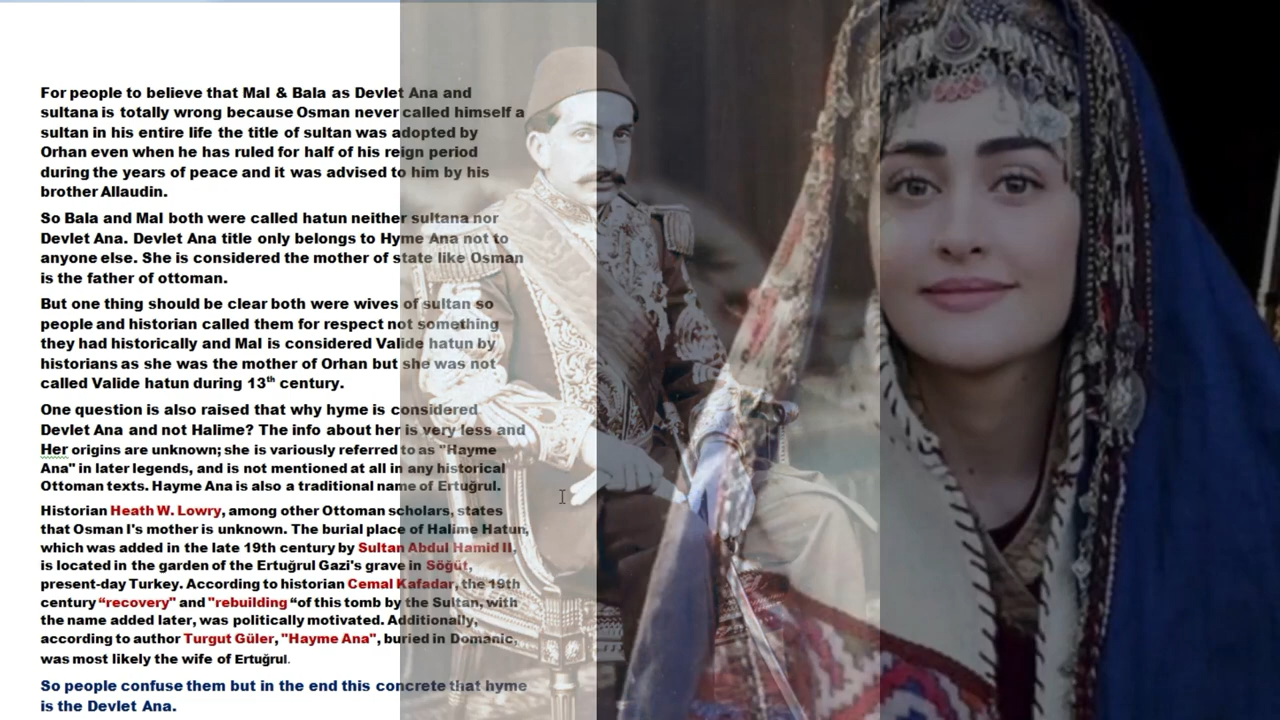 For people to believe that Mal & Bala as Devlet Ana and
sultana is totally wrong because Osman never called himself a
sultan in his entire life the title of sultan was adopted by
Orhan even when he has ruled for half of his reign period
during the years of peace and it was advised to him by his
brother Allaudin.
So Bala and Mal both were called hatun neither sultana nor
Devlet Ana. Devlet Ana title only belongs to Hyme Ana not to
anyone else. She is considered the mother of state like Osman
is the father of ottoman.
But one thing should be clear both were wives of sultan so
people and historian called them for respect not something
they had historically and Mal is considered Valide hatun by
historians as she was the mother of Orhan but she was not
called Valide hatun during 13th century.
One question is also raised that why hyme is considered
Devlet Ana and not Halime? The info about her is very less and
Her origins are unknown; she is variously referred to as "Hayme
Ana" in later legends, and is not mentioned at all in any historical
Ottoman texts. Hayme Ana is also a traditional name of Ertuğrul.
Historian Heath W. Lowry, among other Ottoman scholars, states
that Osman I's mother is unknown. The burial place of Halime Hatun,
which was added in the late 19th century by Sultan Abdul Hamid II,
is located in the garden of the Ertuğrul Gazi's grave in Söğüt,
present-day Turkey. According to historian Cemal Kafadar, the 19th
century “recovery" and "rebuilding “of this tomb by the Sultan, with
the name added later, was politically motivated. Additionally,
according to author Turgut Güler, "Hayme Ana", buried in Domanic,
was most likely the wife of Ertuğrul.
So people confuse them but in the end this concrete that hyme
is the Devlet Ana.